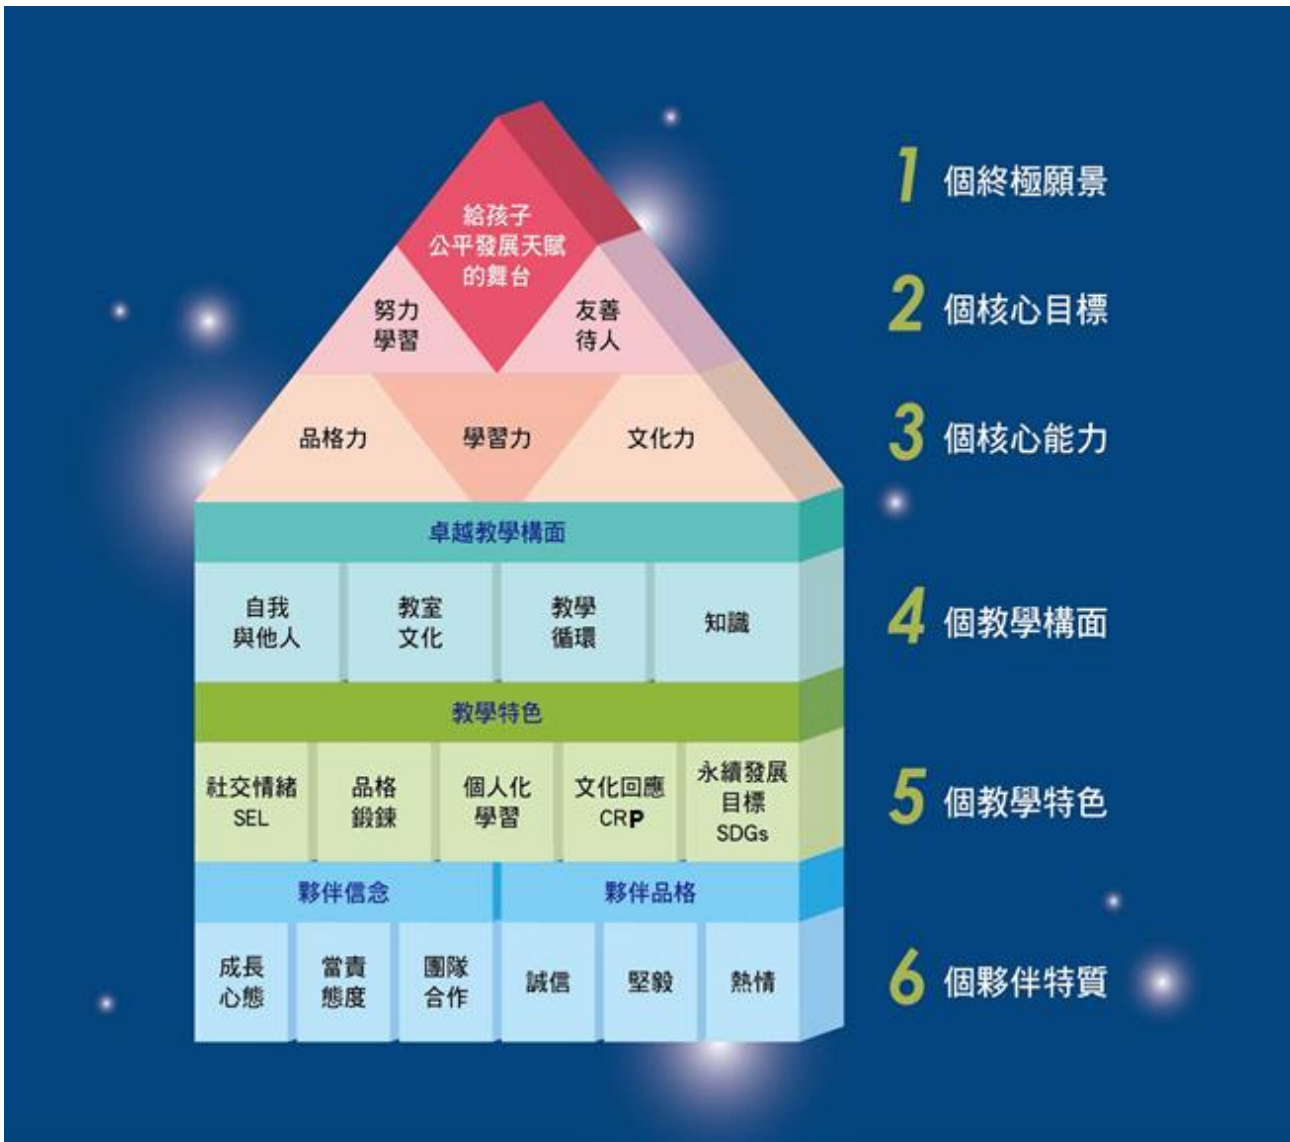 給孩子
公平發展天賦
的舞台
1 個終極願景
努力
學習
友善
待人
2 個核心目標
品格力
學習力
文化力
3 個核心能力
卓越教學構面
自我
與他人
教室
文化
教學
循環
知識
4 個教學構面
教學特色
社交情緒
SEL
品格
鍛鍊
個人化
學習
文化回應
CRP
永續發展
目標
SDGs
5 個教學特色
夥伴信念
夥伴品格
成長
心態
當責
態度
團隊
合作
誠信
堅毅
熱情
6 個夥伴特質